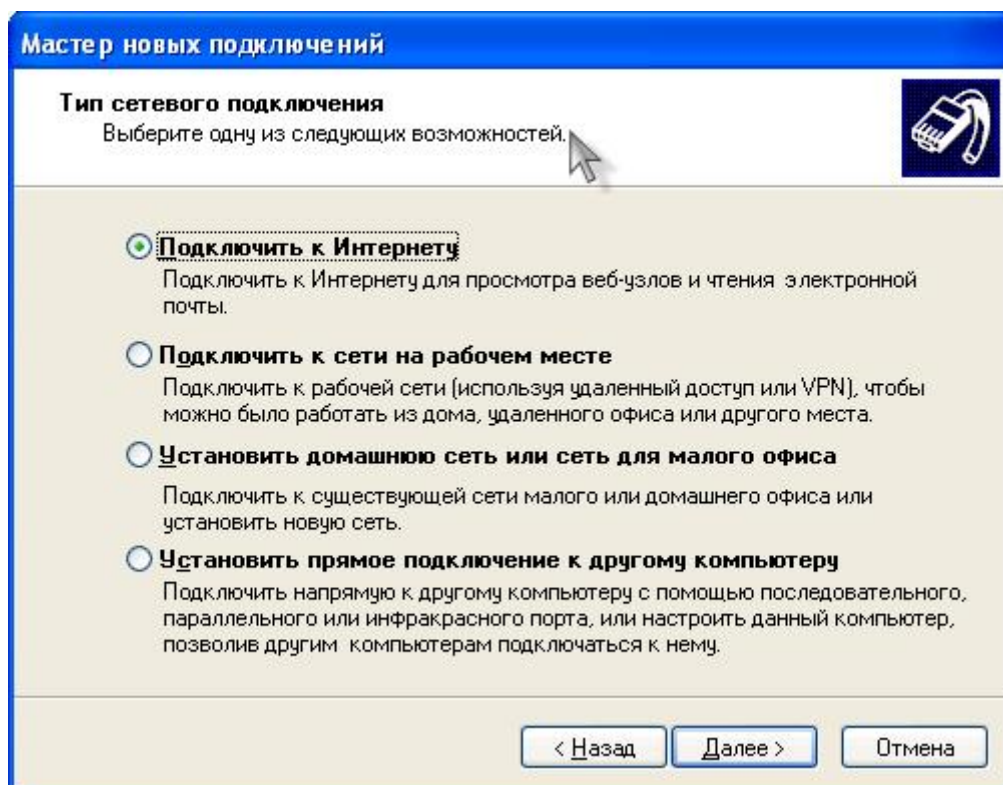 Мастер новых подключений
Тип сетевого подключения
Выберите одну из следующих возможностей.
Подключить к Интернету
Подключить к Интернету для просмотра веб-узлов и чтения электронной
почты.
Подключить к сети на рабочем месте
Подключить к рабочей сети (используя удаленный доступ или VPN), чтобы
можно было работать из дома, удаленного офиса или другого места.
Установить домашнюю сеть или сеть для малого офиса
Подключить к существующей сети малого или домашнего офиса или
установить новую сеть.
Установить прямое подключение к другому компьютеру
Подключить напрямую к другому компьютеру с помощью последовательного,
параллельного или инфракрасного порта, или настроить данный компьютер,
позволив другим компьютерам подключаться к нему.
< Назад Далее > Отмена